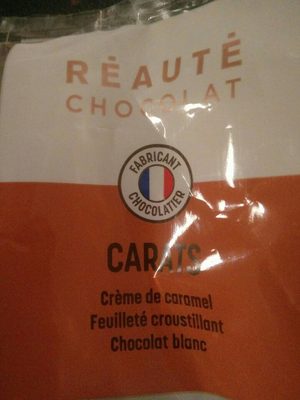 RÉAUTÉ
CHOCOLAT
FABRICANT
CHOCOLATIER
CARATS
Crème de caramel
Feuilleté croustillant
Chocolat blanc